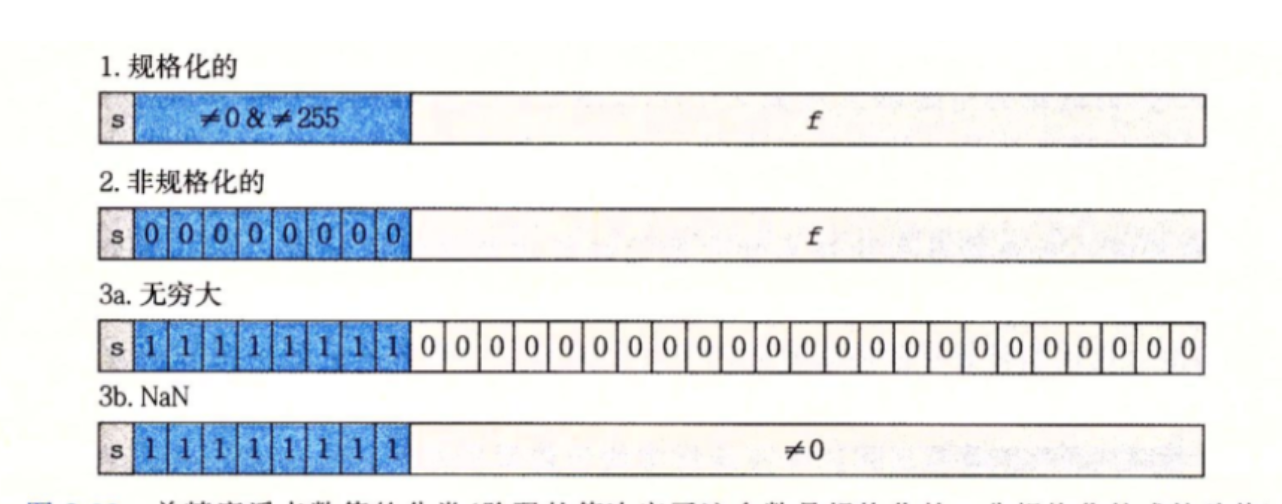 1. 规格化的
s ≠0 & ≠255 f
2. 非规格化的
s 0 0 0 0 0 0 0 0 f
3a. 无穷大
s 1 1 1 1 1 1 1 1 0 0 0 0 0 0 0 0 0 0 0 0 0 0 0 0 0 0 0 0 0 0 0
3b. NaN
s 1 1 1 1 1 1 1 1 ≠0